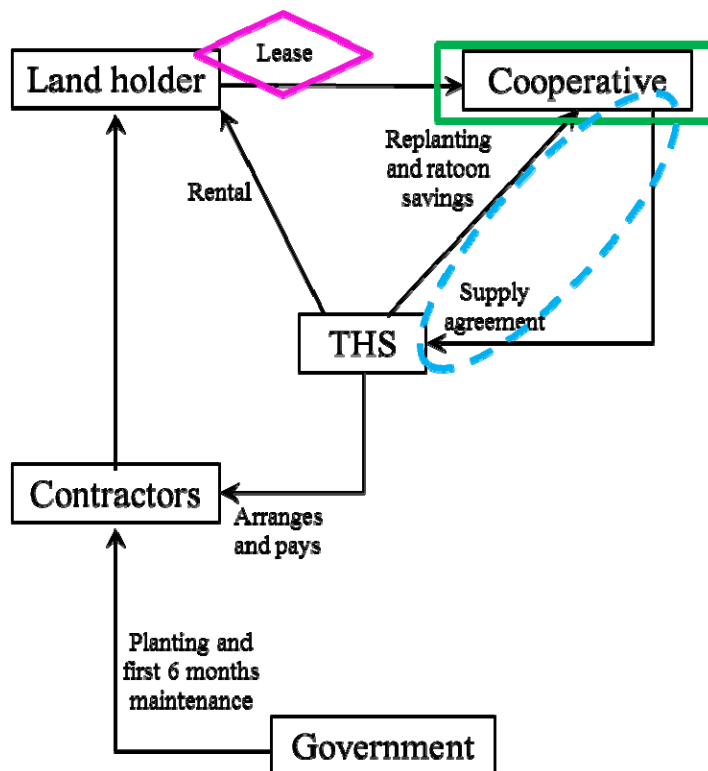 Lease
Land holder
Cooperative
Replanting
and ratoon
savings
Rental
Supply
agreement
THS
Contractors
Arranges
and pays
Planting and
first 6 months
maintenance
Government